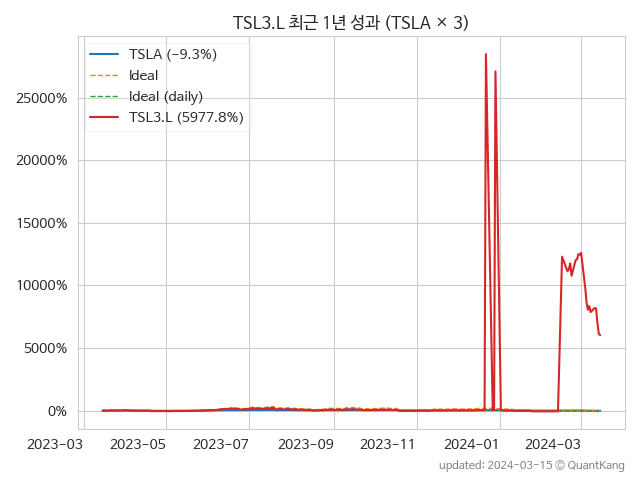 TSL3.L 최근 1년 성과 (TSLA × 3)
TSLA (−9.3%)
Ideal
Ideal (daily)
TSL3.L (5977.8%)
25000%
20000%
15000%
10000%
5000%
0%
2023-03 2023-05 2023-07 2023-09 2023-11 2024-01 2024-03
updated: 2024-03-15 © QuantKang